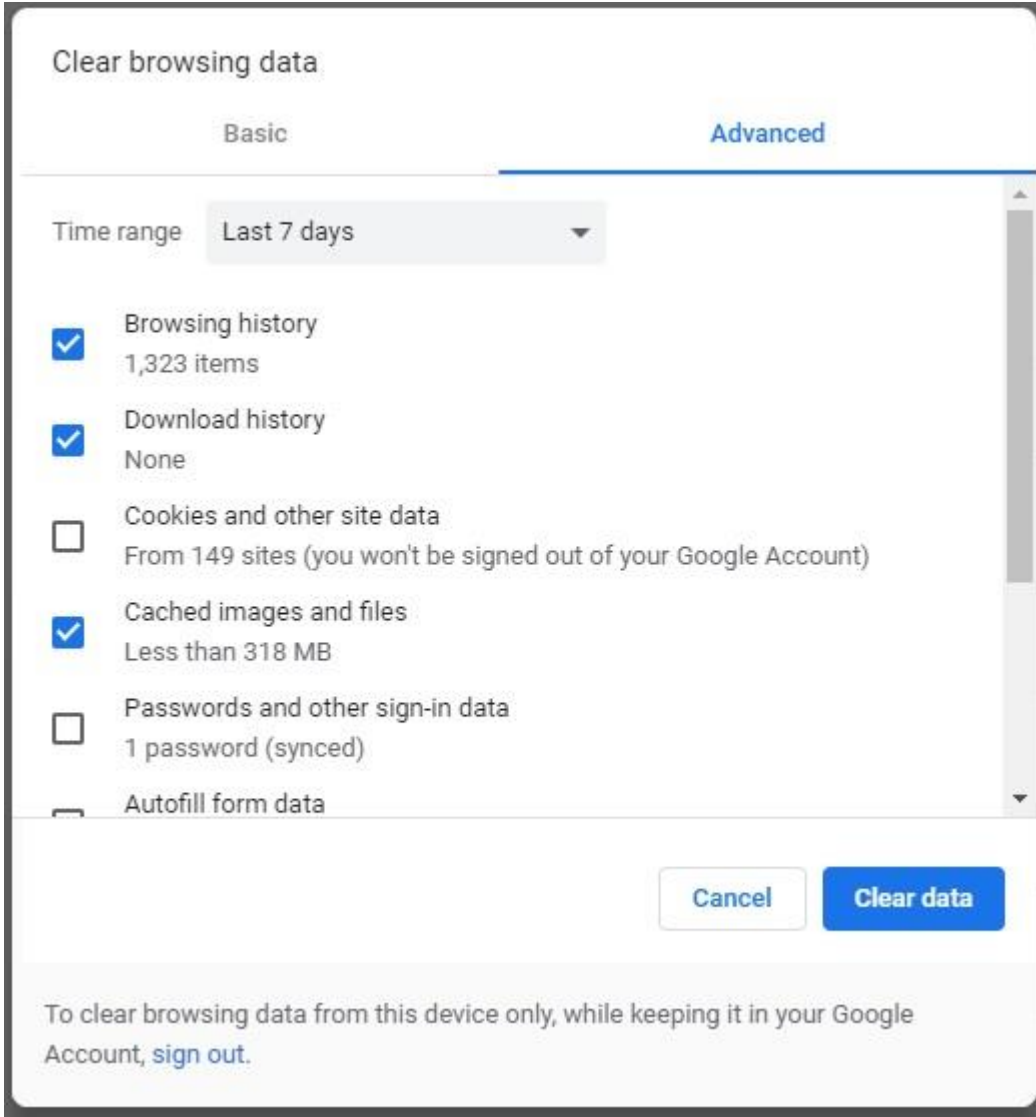 Clear browsing data
Basic
Advanced
Time range
Last 7 days
Browsing history
1,323 items
Download history
None
Cookies and other site data
From 149 sites (you won't be signed out of your Google Account)
Cached images and files
Less than 318 MB
Passwords and other sign-in data
1 password (synced)
Autofill form data
Cancel
Clear data
To clear browsing data from this device only, while keeping it in your Google
Account, sign out.